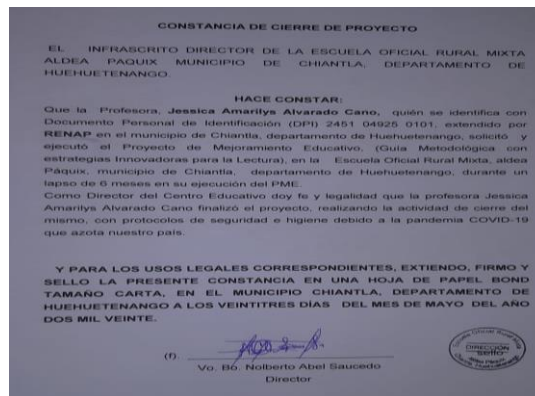 CONSTANCIA DE CIERRE DE PROYECTO
EL INFRASCRITO DIRECTOR DE LA ESCUELA OFICIAL RURAL MIXTA
ALDEA PAQUIX MUNICIPIO DE CHIANTLA, DEPARTAMENTO DE
HUEHUETENANGO.
HACE CONSTAR:
Que la Profesora, Jessica Amarilys Alvarado Cano, quién se identifica con
Documento Personal de Identificación (DPI) 2451 04925 0101, extendido por
RENAP en el municipio de Chiantla, departamento de Huehuetenango, solicitó y
ejecutó el Proyecto de Mejoramiento Educativo, (Guía Metodológica con
estrategias Innovadoras para la Lectura), en la Escuela Oficial Rural Mixta, aldea
Páquix, municipio de Chiantla, departamento de Huehuetenango, durante un
lapso de 6 meses en su ejecución del PME.
Como Director del Centro Educativo doy fe y legalidad que la profesora Jessica
Amarilys Alvarado Cano finalizó el proyecto, realizando la actividad de cierre del
mismo, con protocolos de seguridad e higiene debido a la pandemia COVID-19
que azota nuestro país.
Y PARA LOS USOS LEGALES CORRESPONDIENTES, EXTIENDO, FIRMO Y
SELLO LA PRESENTE CONSTANCIA EN UNA HOJA DE PAPEL BOND
TAMAÑO CARTA, EN EL MUNICIPIO CHIANTLA, DEPARTAMENTO DE
HUEHUETENANGO A LOS VEINTITRES DÍAS DEL MES DE MAYO DEL AÑO
DOS MIL VEINTE.
(f).
Vo. Bo. Nolberto Abel Saucedo
Director
DIRECCIÓN
sello